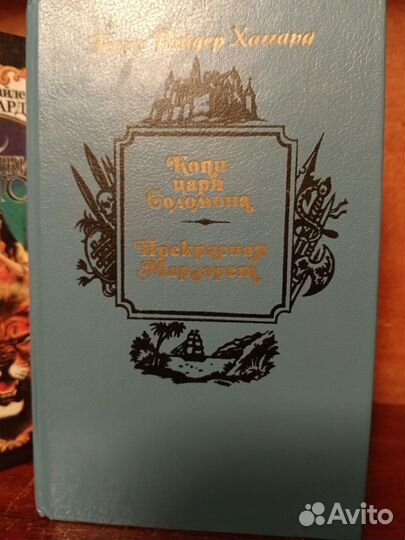 Генри Райдер Хаггард
Копи
царя
Соломона
Прекрасная
Маргарет
Avito